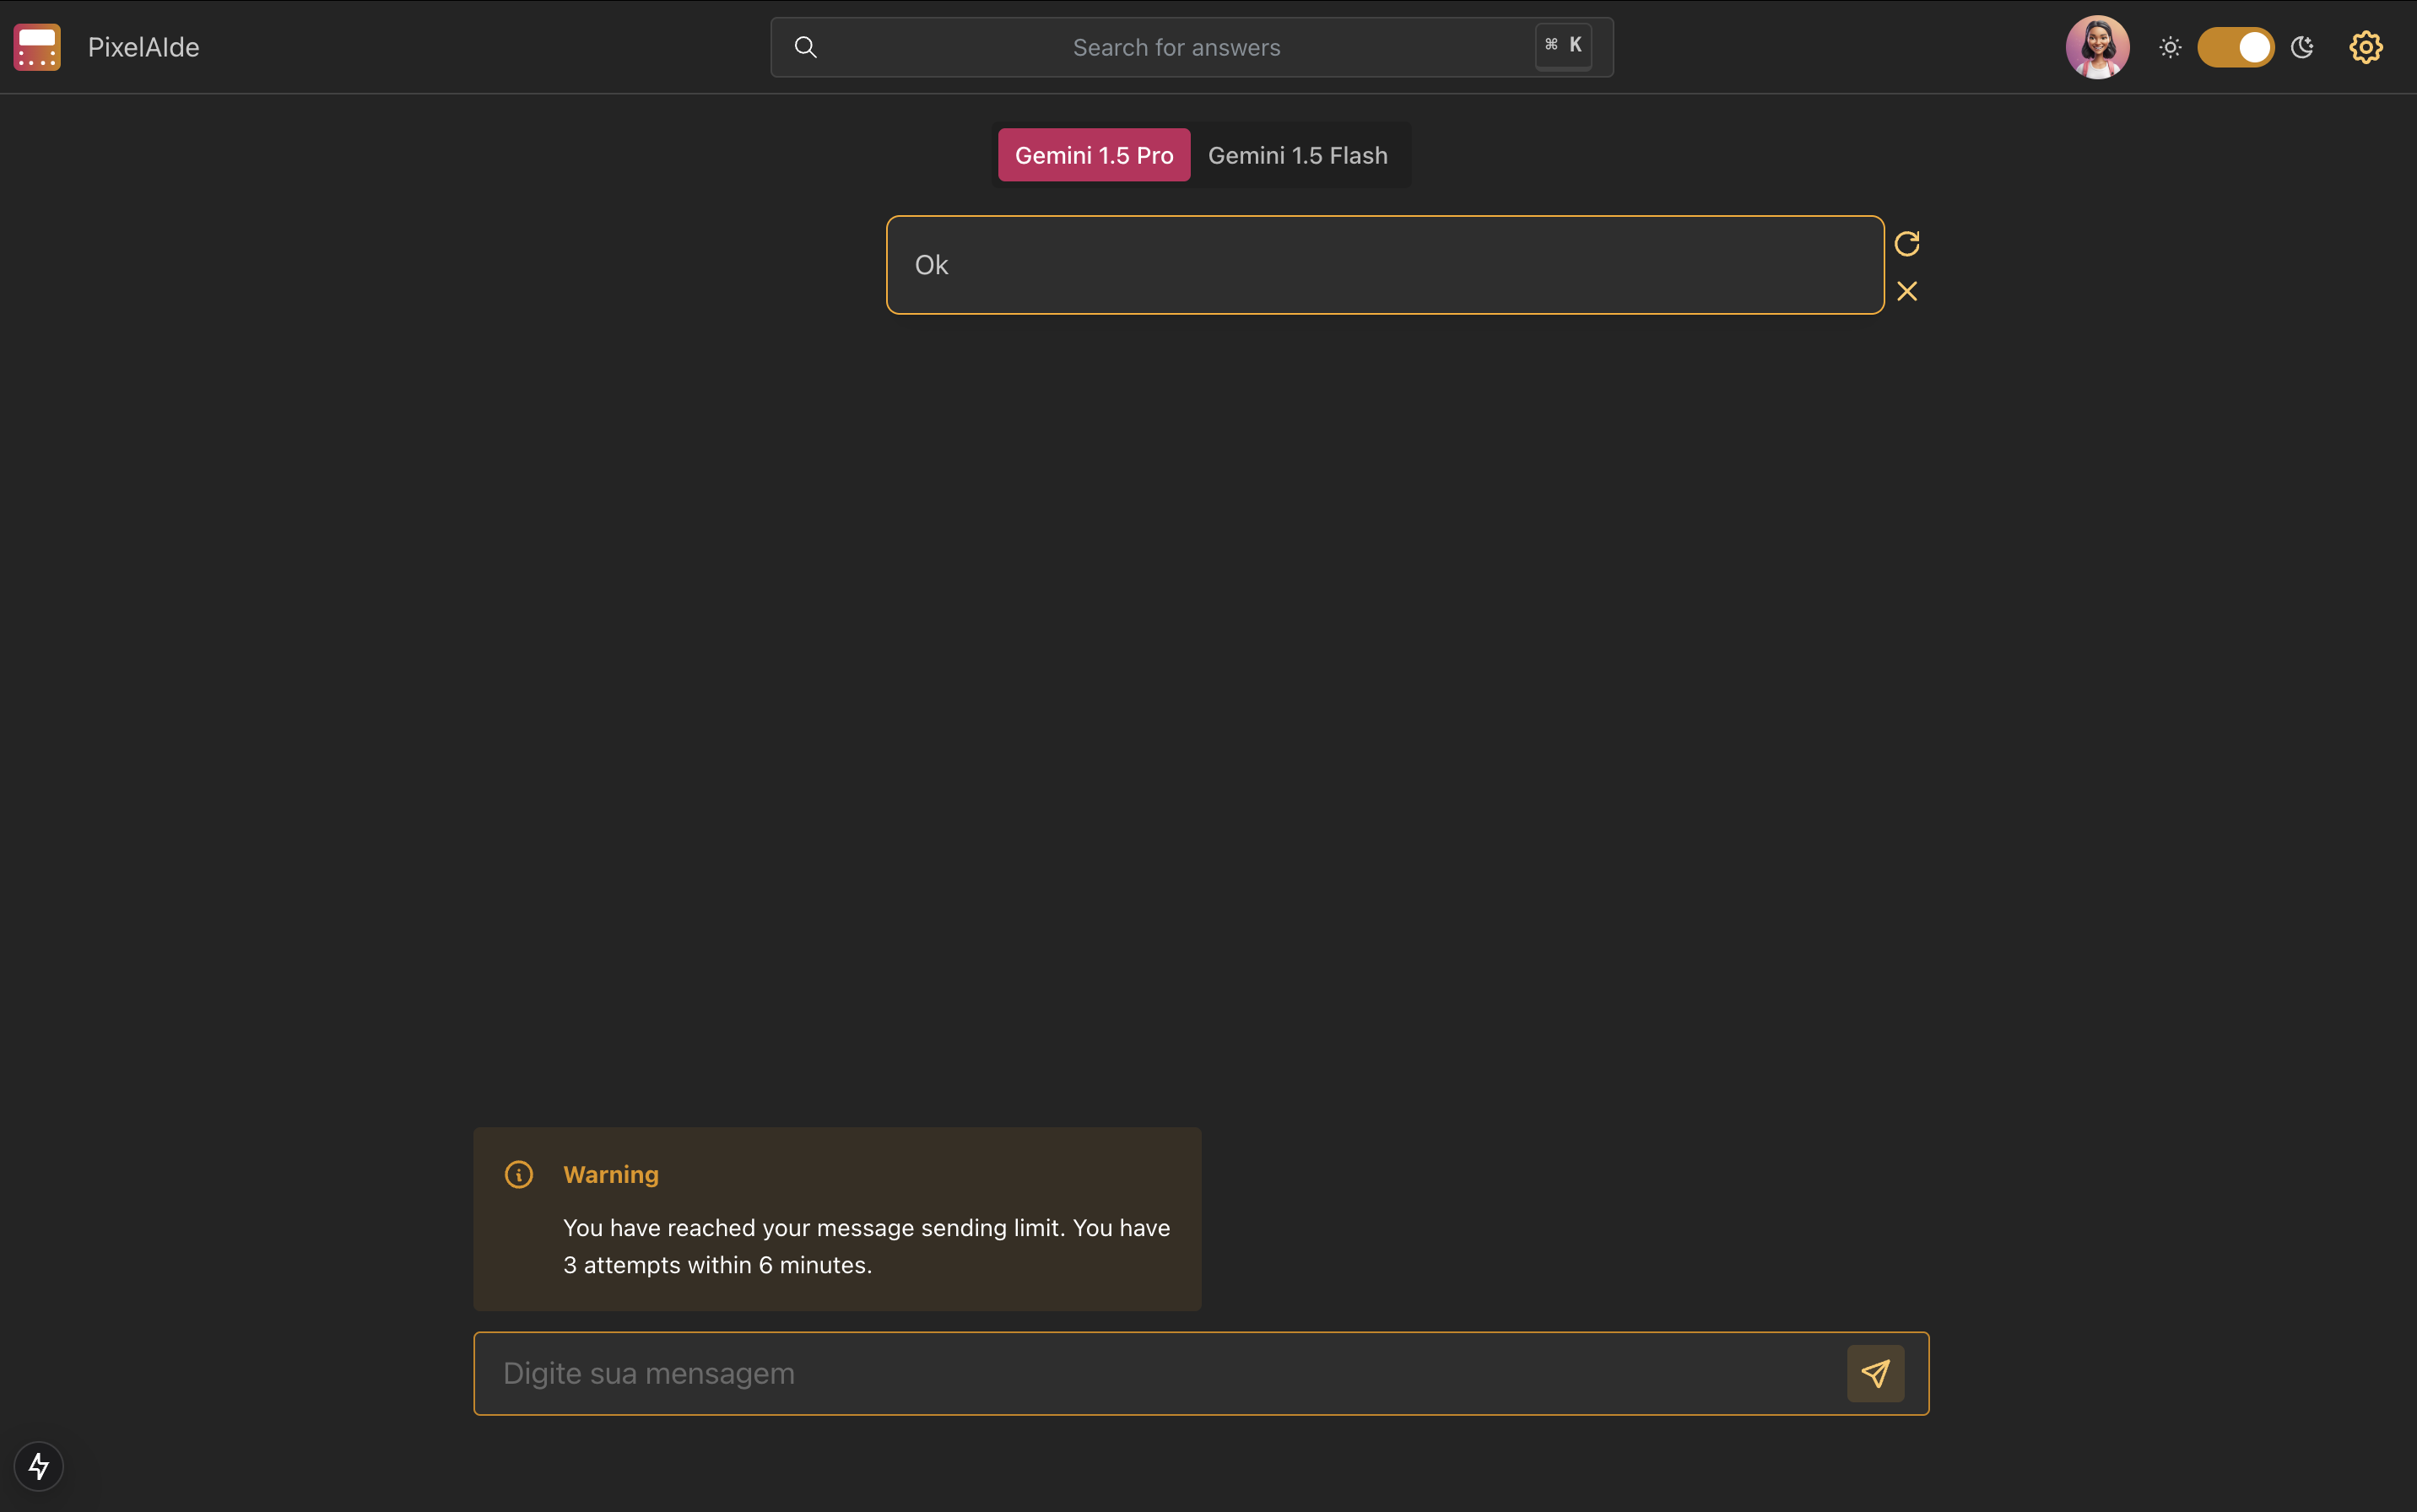 PixelAIde
Search for answers
⌘ K
Gemini 1.5 Pro
Gemini 1.5 Flash
Ok
Warning
You have reached your message sending limit. You have
3 attempts within 6 minutes.
Digite sua mensagem